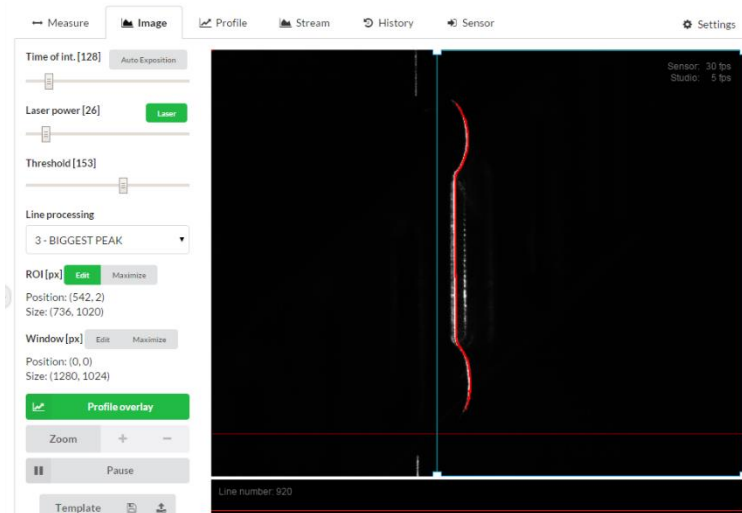 Measure Image Profile Stream History Sensor Settings
Time of int. [128] Auto Exposition
Laser power [26] Laser
Threshold [153]
Line processing
3 - BIGGEST PEAK
ROI [px] Edit Maximize
Position: (542, 2)
Size: (736, 1020)
Window [px] Edit Maximize
Position: (0, 0)
Size: (1280, 1024)
Profile overlay
Zoom + −
Pause
Template
Sensor: 30 fps
Studio: 5 fps
Line number: 920